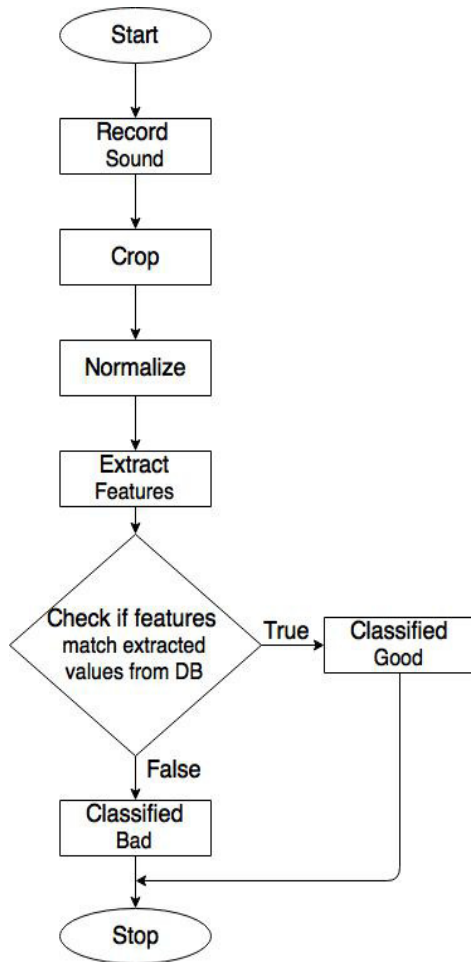 Start
Record
Sound
Crop
Normalize
Extract
Features
Check if features
match extracted
values from DB
True
Classified
Good
False
Classified
Bad
Stop